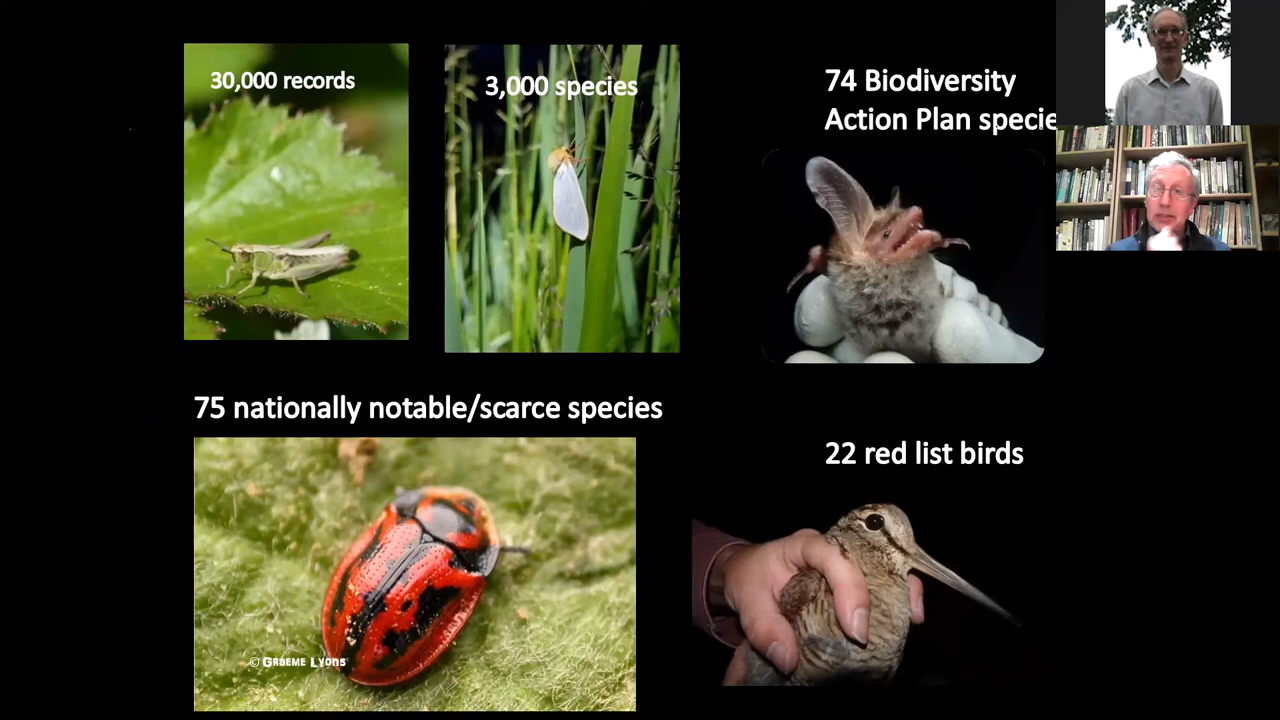 30,000 records
3,000 species
74 Biodiversity
Action Plan specie
75 nationally notable/scarce species
22 red list birds
© Graeme Lyons